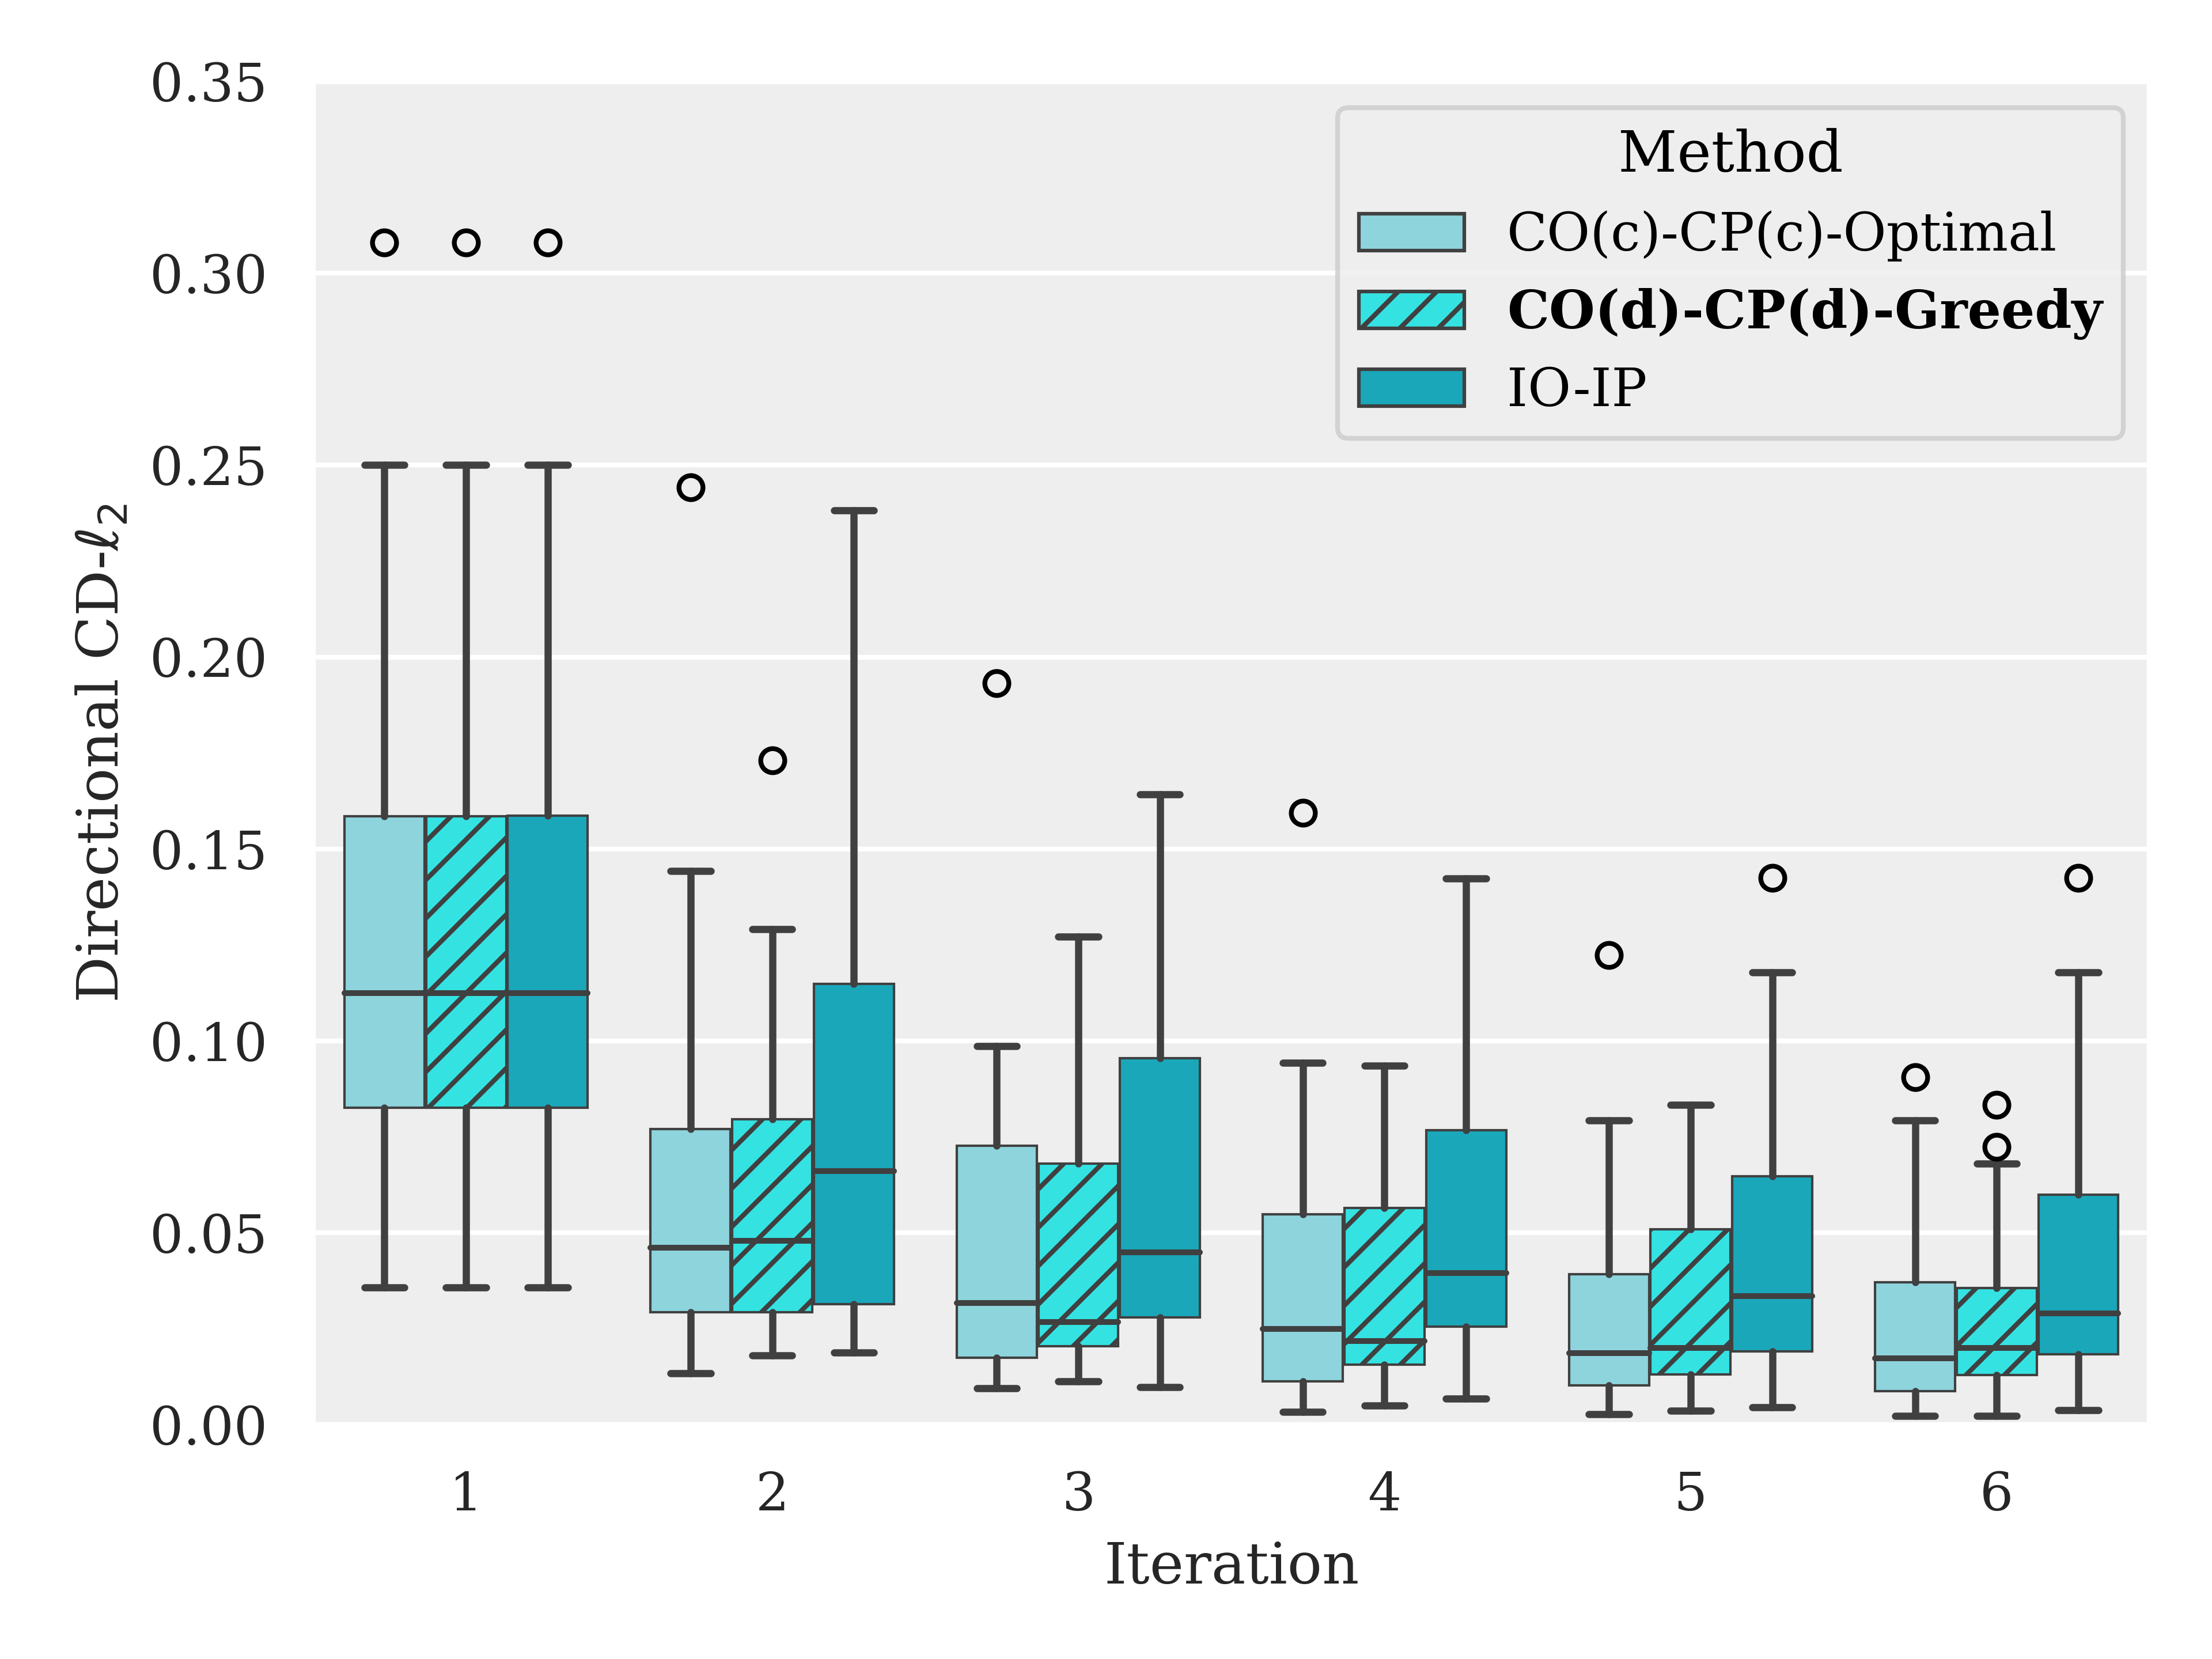 0.35
0.30
0.25
0.20
0.15
0.10
0.05
0.00
Directional CD-ℓ₂
Method
CO(c)-CP(c)-Optimal
CO(d)-CP(d)-Greedy
IO-IP
1 2 3 4 5 6
Iteration